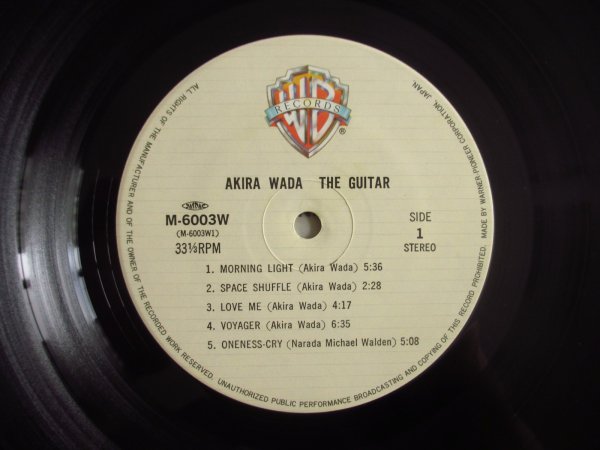 WB
RECORDS
®
AKIRA WADA THE GUITAR
M-6003W
(M-6003W1)
33⅓RPM
SIDE
1
STEREO
1. MORNING LIGHT (Akira Wada) 5:36
2. SPACE SHUFFLE (Akira Wada) 2:28
3. LOVE ME (Akira Wada) 4:17
4. VOYAGER (Akira Wada) 6:35
5. ONENESS-CRY (Narada Michael Walden) 5:08
ALL RIGHTS OF THE MANUFACTURER AND OF THE OWNER OF THE RECORDED WORK RESERVED. UNAUTHORIZED PUBLIC PERFORMANCE BROADCASTING AND COPYING OF THIS RECORD PROHIBITED. MADE BY WARNER-PIONEER CORPORATION, JAPAN.